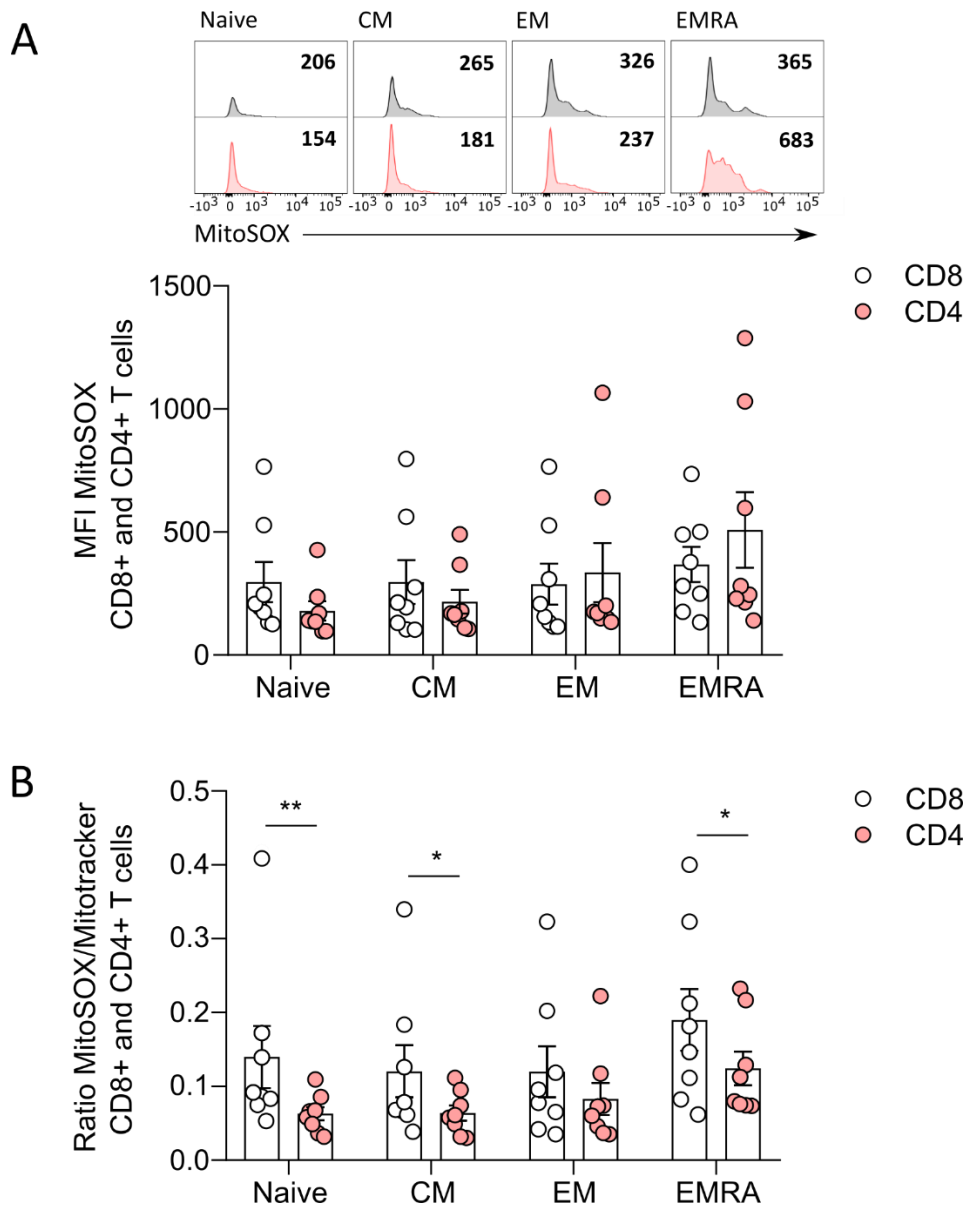 A
Naive CM EM EMRA
206 265 326 365
154 181 237 683
-10³ 0 10³ 10⁴ 10⁵ -10³ 0 10³ 10⁴ 10⁵ -10³ 0 10³ 10⁴ 10⁵ -10³ 0 10³ 10⁴ 10⁵
MitoSOX
CD8
CD4
MFI MitoSOX
CD8+ and CD4+ T cells
1500
1000
500
0
Naive CM EM EMRA
B
CD8
CD4
Ratio MitoSOX/Mitotracker
CD8+ and CD4+ T cells
0.5
0.4
0.3
0.2
0.1
0.0
** * *
Naive CM EM EMRA